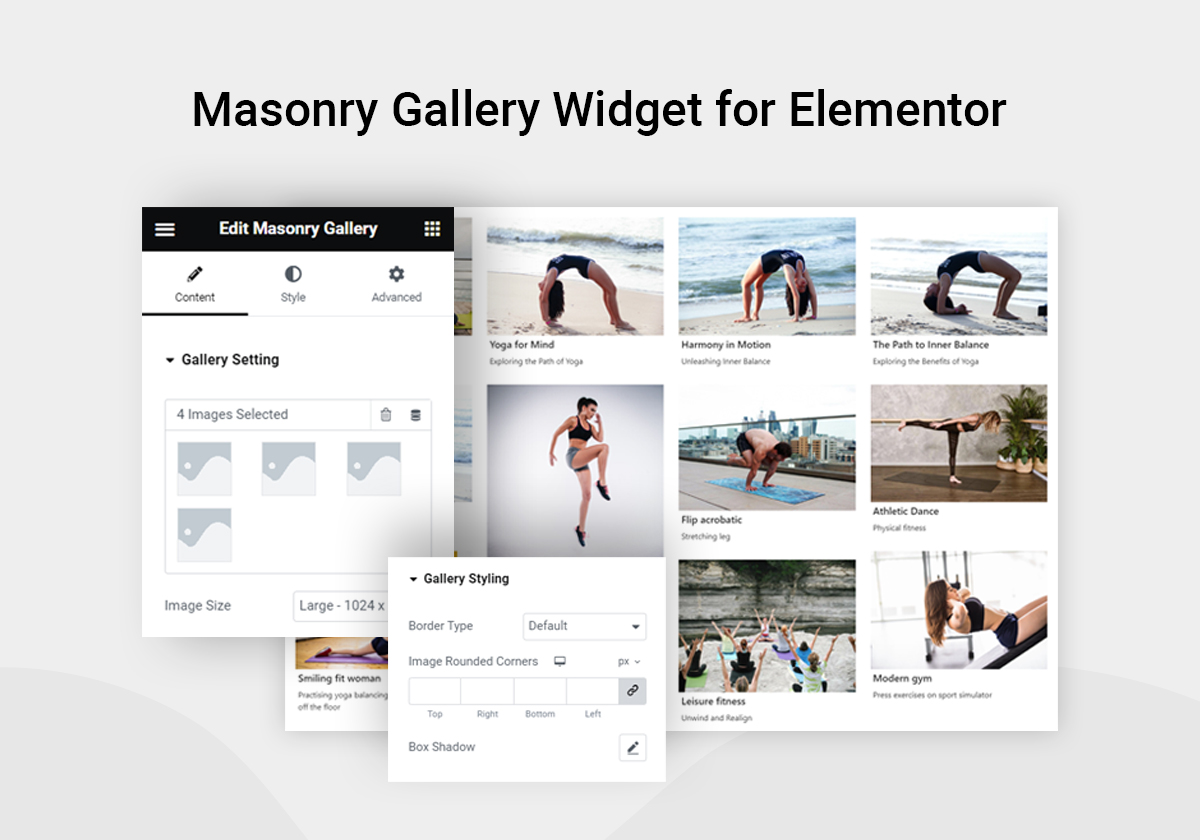 Masonry Gallery Widget for Elementor
Edit Masonry Gallery
Content
Style
Advanced
Gallery Setting
4 Images Selected
Image Size
Large - 1024 x
Yoga for Mind
Exploring the Path of Yoga
Harmony in Motion
Unleashing Inner Balance
The Path to Inner Balance
Exploring the Benefits of Yoga
Flip acrobatic
Stretching leg
Athletic Dance
Physical fitness
Smiling fit woman
Practising yoga balancing
off the floor
Leisure fitness
Unwind and Realign
Modern gym
Press exercises on sport simulator
Gallery Styling
Border Type
Default
Image Rounded Corners
px
Top
Right
Bottom
Left
Box Shadow